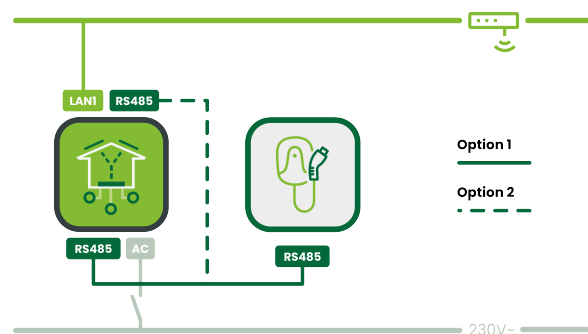 LAN1 RS485
Option 1
Option 2
RS485 AC
RS485
230V~